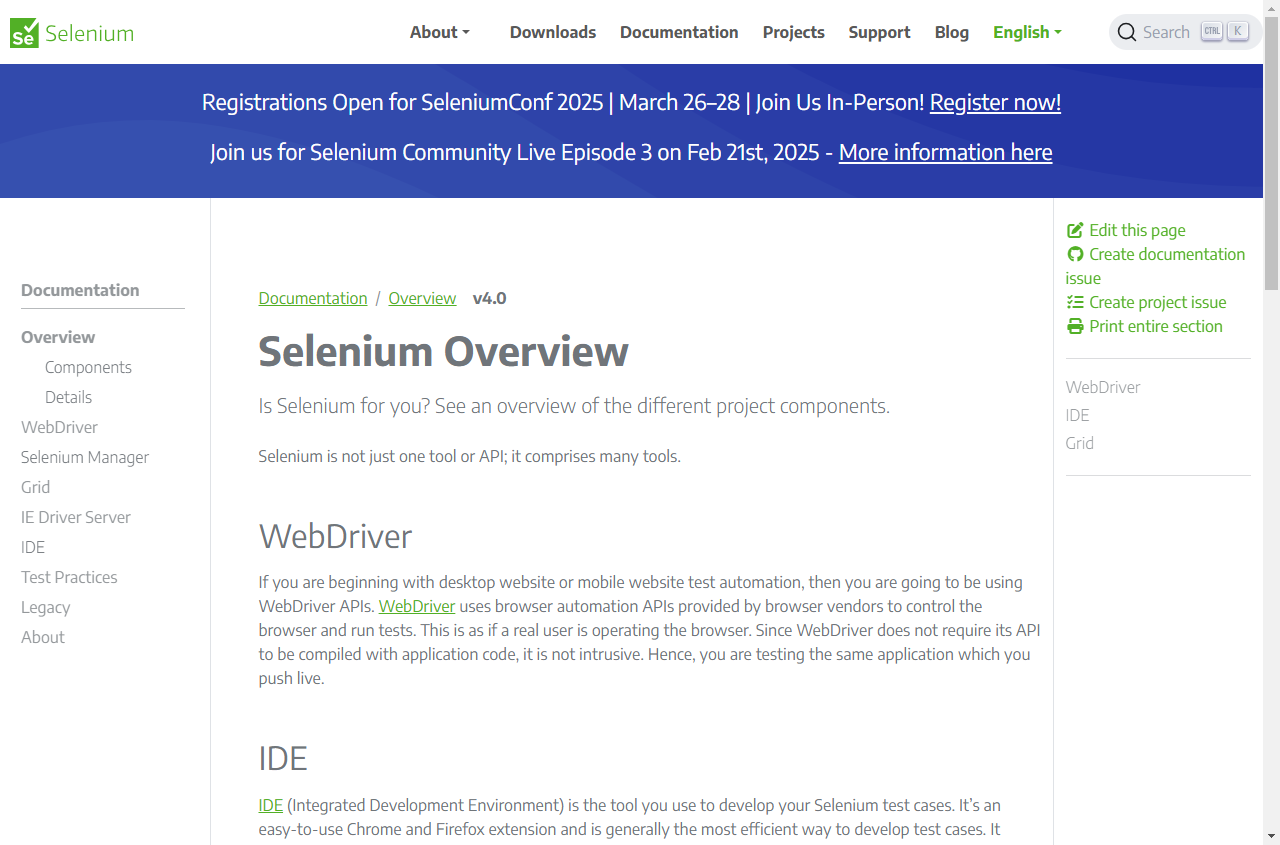 Se Selenium
About
Downloads
Documentation
Projects
Support
Blog
English
Search CTRL K
Registrations Open for SeleniumConf 2025 | March 26–28 | Join Us In-Person! Register now!
Join us for Selenium Community Live Episode 3 on Feb 21st, 2025 - More information here
Documentation
Overview
Components
Details
WebDriver
Selenium Manager
Grid
IE Driver Server
IDE
Test Practices
Legacy
About
Documentation / Overview v4.0
Selenium Overview
Is Selenium for you? See an overview of the different project components.
Selenium is not just one tool or API; it comprises many tools.
WebDriver
If you are beginning with desktop website or mobile website test automation, then you are going to be using
WebDriver APIs. WebDriver uses browser automation APIs provided by browser vendors to control the
browser and run tests. This is as if a real user is operating the browser. Since WebDriver does not require its API
to be compiled with application code, it is not intrusive. Hence, you are testing the same application which you
push live.
IDE
IDE (Integrated Development Environment) is the tool you use to develop your Selenium test cases. It’s an
easy-to-use Chrome and Firefox extension and is generally the most efficient way to develop test cases. It
Edit this page
Create documentation
issue
Create project issue
Print entire section
WebDriver
IDE
Grid